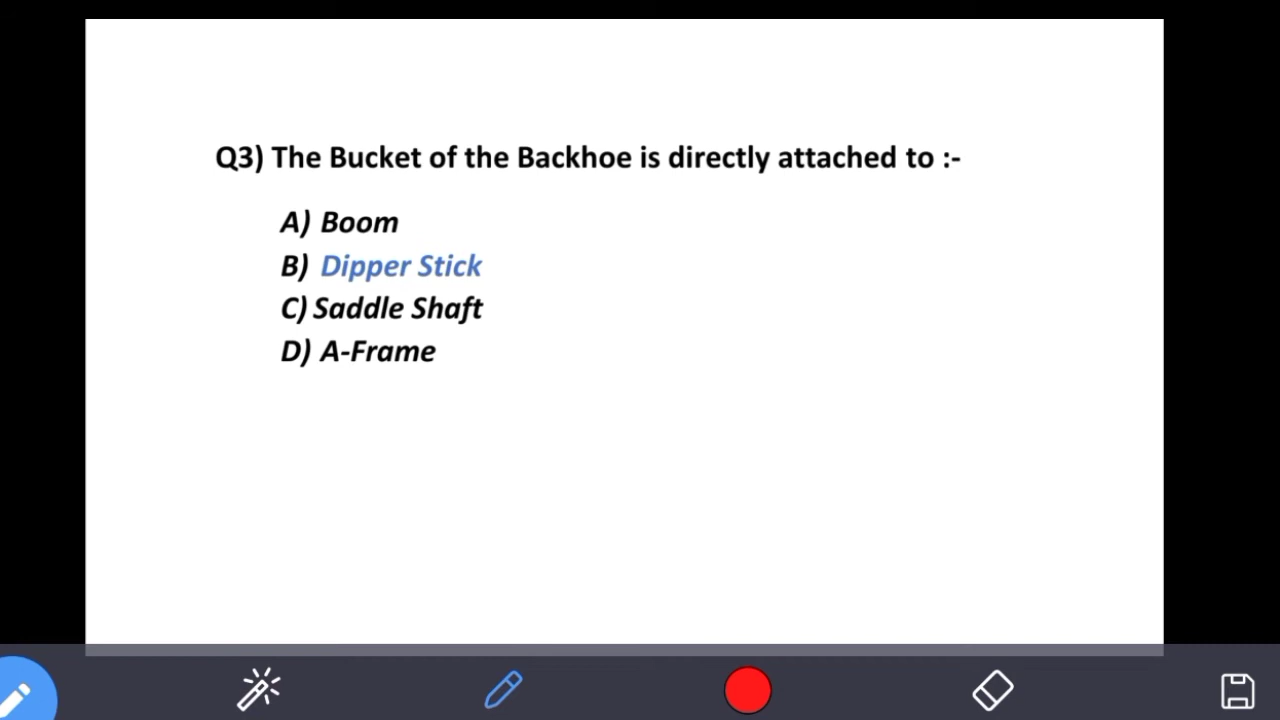 Q3) The Bucket of the Backhoe is directly attached to :-
A) Boom
B) Dipper Stick
C) Saddle Shaft
D) A-Frame